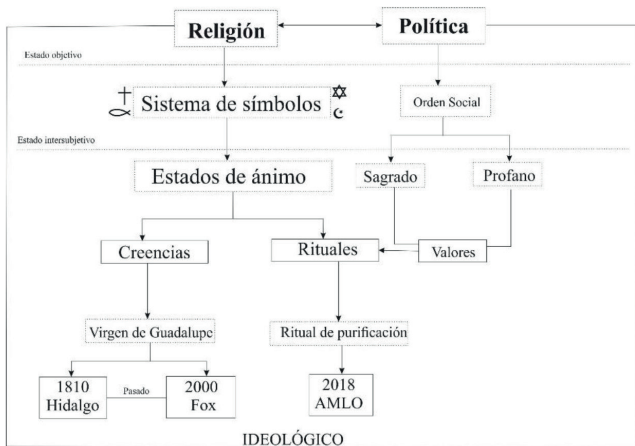 Religión
Política
Estado objetivo
Sistema de símbolos
Orden Social
Estado intersubjetivo
Estados de ánimo
Sagrado
Profano
Creencias
Rituales
Valores
Virgen de Guadalupe
Ritual de purificación
1810
Hidalgo
Pasado
2000
Fox
2018
AMLO
IDEOLÓGICO